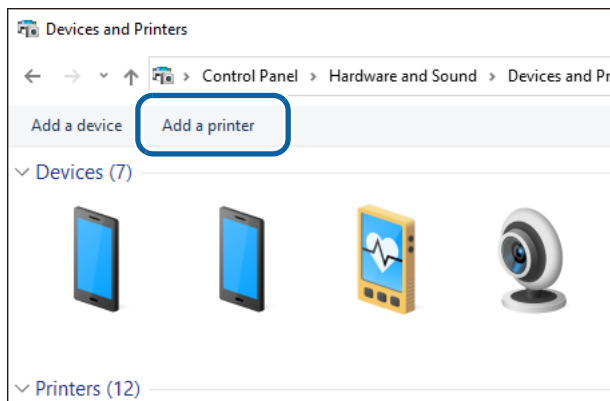 Devices and Printers
Control Panel > Hardware and Sound > Devices and Pr
Add a device Add a printer
Devices (7)
Printers (12)